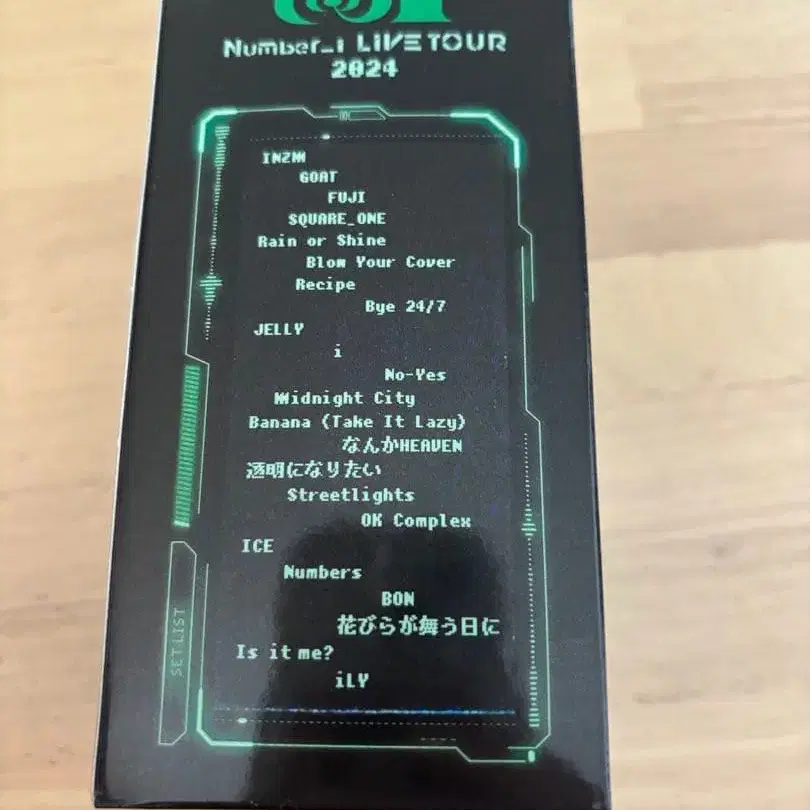 Number_i LIVE TOUR
2024
INZM
GOAT
FUJI
SQUARE_ONE
Rain or Shine
Blow Your Cover
Recipe
Bye 24/7
JELLY
i
No-Yes
Midnight City
Banana (Take It Lazy)
なんかHEAVEN
透明になりたい
Streetlights
OK Complex
ICE
Numbers
BON
花びらが舞う日に
Is it me?
iLY
SET LIST